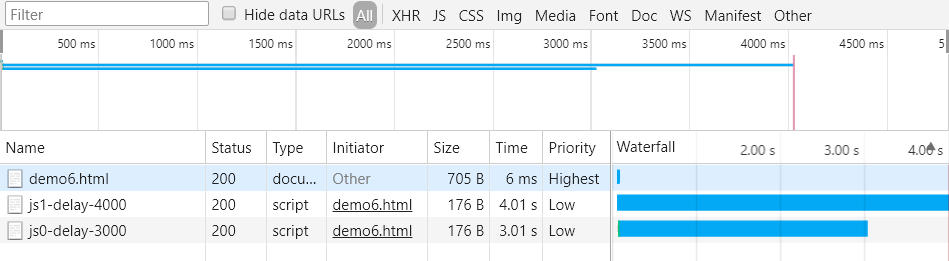 Filter Hide data URLs All XHR JS CSS Img Media Font Doc WS Manifest Other
500 ms 1000 ms 1500 ms 2000 ms 2500 ms 3000 ms 3500 ms 4000 ms 4500 ms 5
Name Status Type Initiator Size Time Priority Waterfall 2.00 s 3.00 s 4.00 s
demo6.html 200 docu... Other 705 B 6 ms Highest
js1-delay-4000 200 script demo6.html 176 B 4.01 s Low
js0-delay-3000 200 script demo6.html 176 B 3.01 s Low